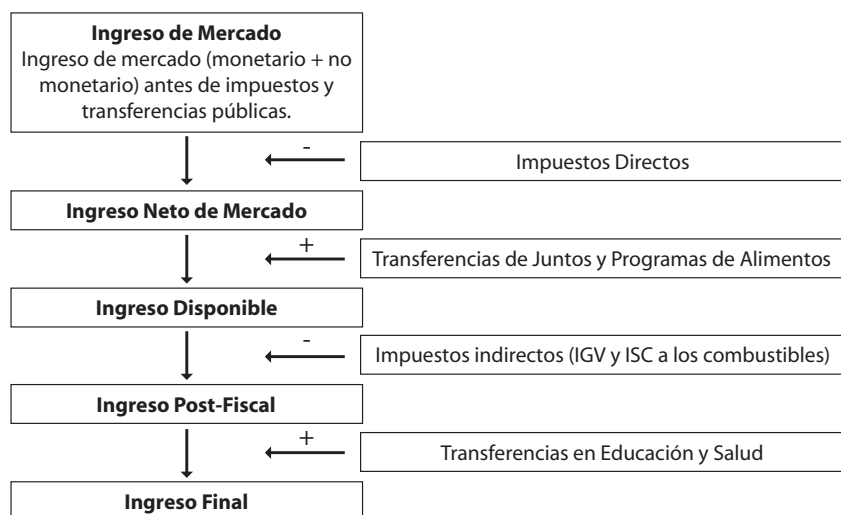 Ingreso de Mercado
Ingreso de mercado (monetario + no
monetario) antes de impuestos y
transferencias públicas.
-
Impuestos Directos
Ingreso Neto de Mercado
+
Transferencias de Juntos y Programas de Alimentos
Ingreso Disponible
-
Impuestos indirectos (IGV y ISC a los combustibles)
Ingreso Post-Fiscal
+
Transferencias en Educación y Salud
Ingreso Final